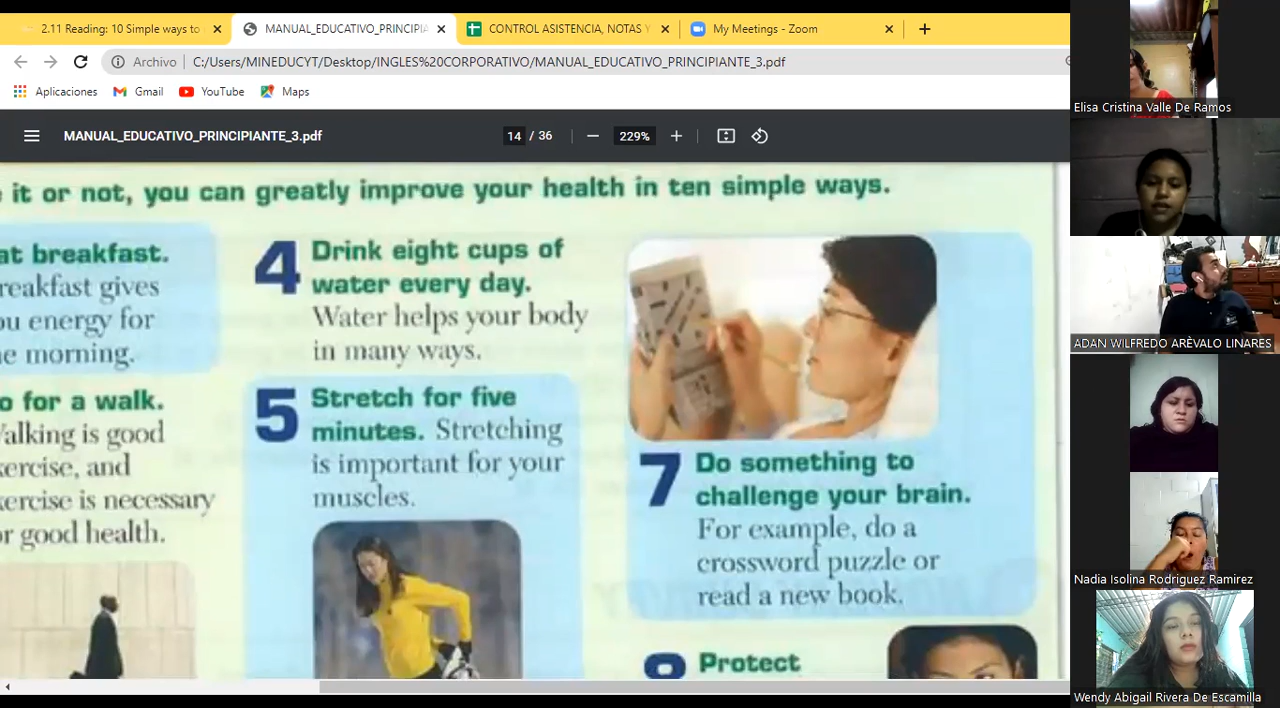 2.11 Reading: 10 Simple ways to
MANUAL_EDUCATIVO_PRINCIPIA
CONTROL ASISTENCIA, NOTAS Y
My Meetings - Zoom
Archivo
C:/Users/MINEDUCYT/Desktop/INGLES%20CORPORATIVO/MANUAL_EDUCATIVO_PRINCIPIANTE_3.pdf
Aplicaciones
Gmail
YouTube
Maps
MANUAL_EDUCATIVO_PRINCIPIANTE_3.pdf
14 / 36
229%
it or not, you can greatly improve your health in ten simple ways.
at breakfast.
reakfast gives
ou energy for
e morning.
o for a walk.
Walking is good
xercise, and
xercise is necessary
or good health.
4 Drink eight cups of
water every day.
Water helps your body
in many ways.
5 Stretch for five
minutes. Stretching
is important for your
muscles.
7 Do something to
challenge your brain.
For example, do a
crossword puzzle or
read a new book.
8 Protect
Elisa Cristina Valle De Ramos
ADAN WILFREDO ARÈVALO LINARES
Nadia Isolina Rodriguez Ramirez
Wendy Abigail Rivera De Escamilla